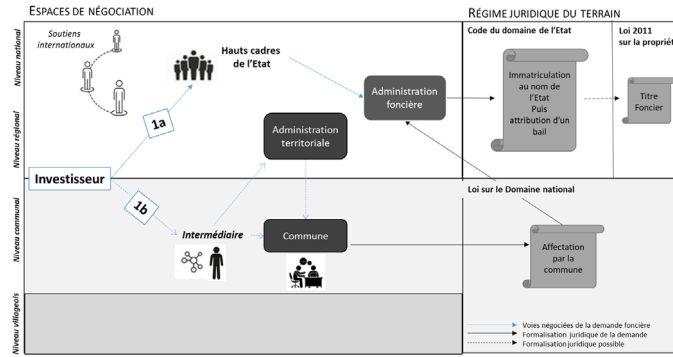 ESPACES DE NÉGOCIATION
RÉGIME JURIDIQUE DU TERRAIN
Niveau national
Niveau régional
Niveau communal
Niveau villageois
Soutiens
internationaux
Hauts cadres
de l'Etat
1a
Investisseur
1b
Intermédiaire
Administration
territoriale
Commune
Administration
foncière
Code du domaine de l'Etat
Loi 2011
sur la propriét
Immatriculation
au nom de
l'Etat
Puis
attribution d'un
bail
Titre
Foncier
Loi sur le Domaine national
Affectation
par la
commune
Voies négociées de la demande foncière
Formalisation juridique de la demande
Formalisation juridique possible